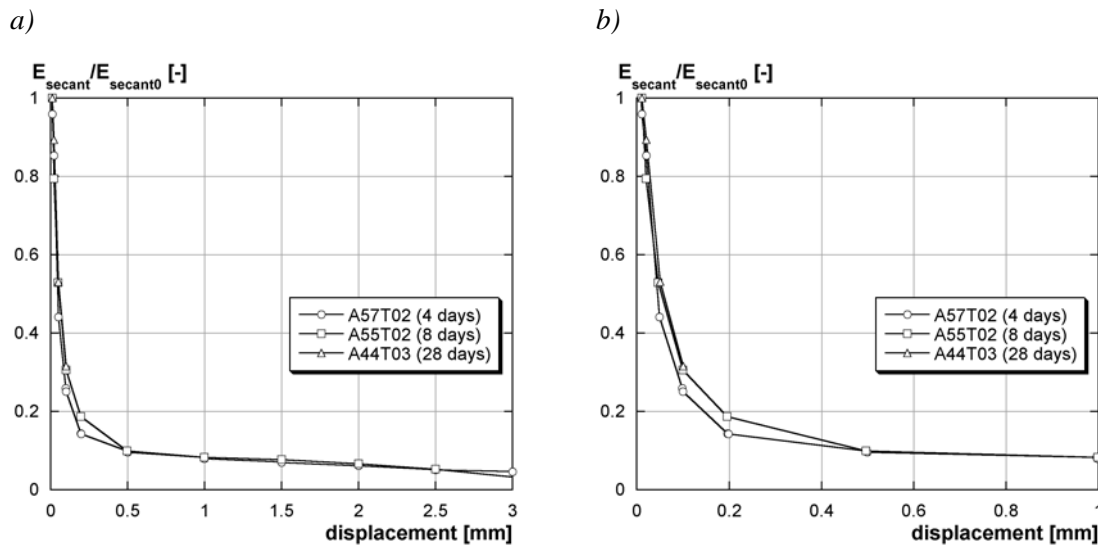 a)
E_secant/E_secant0 [-]
1
0.8
0.6
0.4
0.2
0
0 0.5 1 1.5 2 2.5 3
displacement [mm]
A57T02 (4 days)
A55T02 (8 days)
A44T03 (28 days)
b)
E_secant/E_secant0 [-]
1
0.8
0.6
0.4
0.2
0
0 0.2 0.4 0.6 0.8 1
displacement [mm]
A57T02 (4 days)
A55T02 (8 days)
A44T03 (28 days)